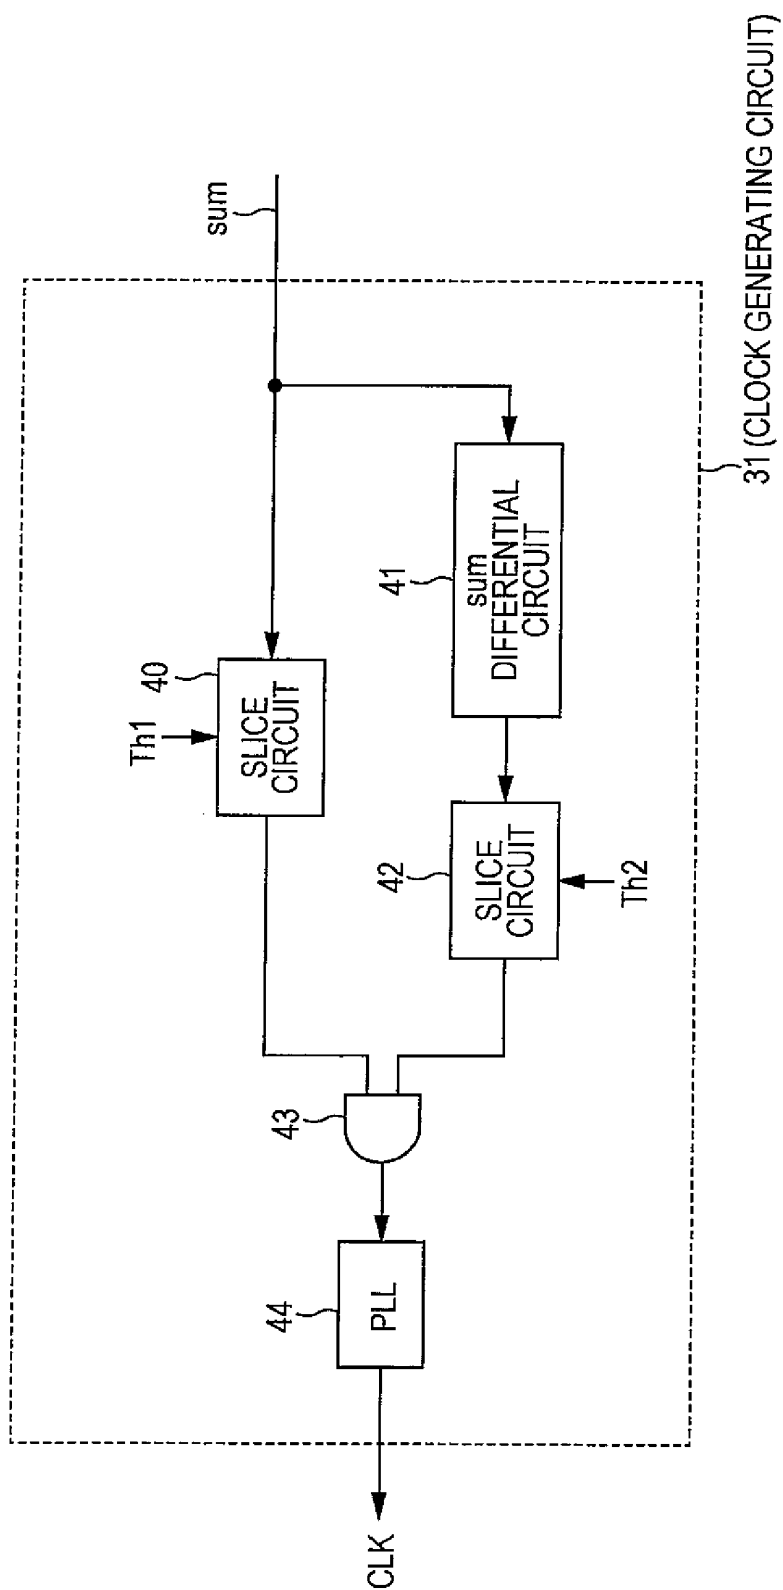 31 (CLOCK GENERATING CIRCUIT)
sum
Th1
40
SLICE
CIRCUIT
41
sum
DIFFERENTIAL
CIRCUIT
42
SLICE
CIRCUIT
Th2
43
44
PLL
CLK